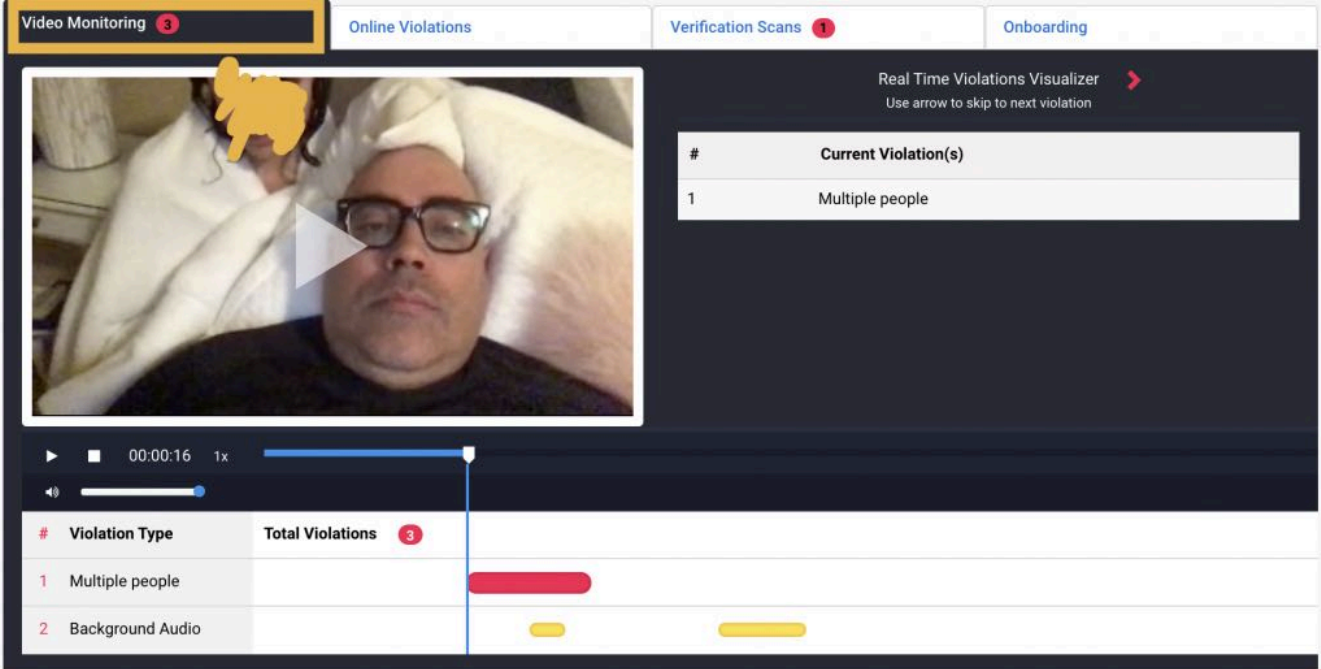 Video Monitoring 3
Online Violations
Verification Scans 1
Onboarding
Real Time Violations Visualizer
Use arrow to skip to next violation
# Current Violation(s)
1 Multiple people
00:00:16 1x
# Violation Type Total Violations 3
1 Multiple people
2 Background Audio